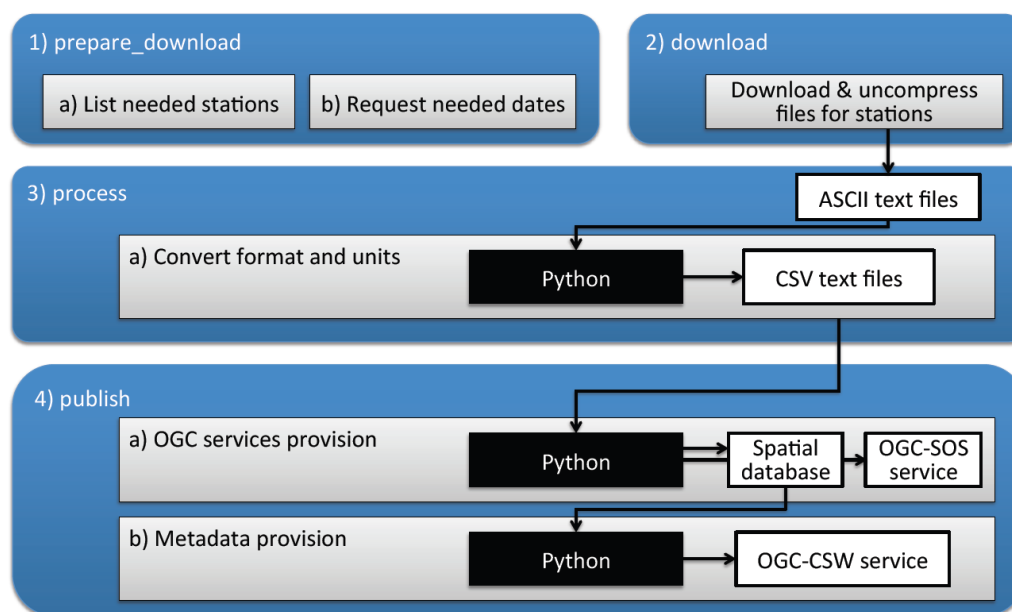 1) prepare_download
a) List needed stations
b) Request needed dates
2) download
Download & uncompress
files for stations
3) process
ASCII text files
a) Convert format and units
Python
CSV text files
4) publish
a) OGC services provision
Python
Spatial
database
OGC-SOS
service
b) Metadata provision
Python
OGC-CSW service